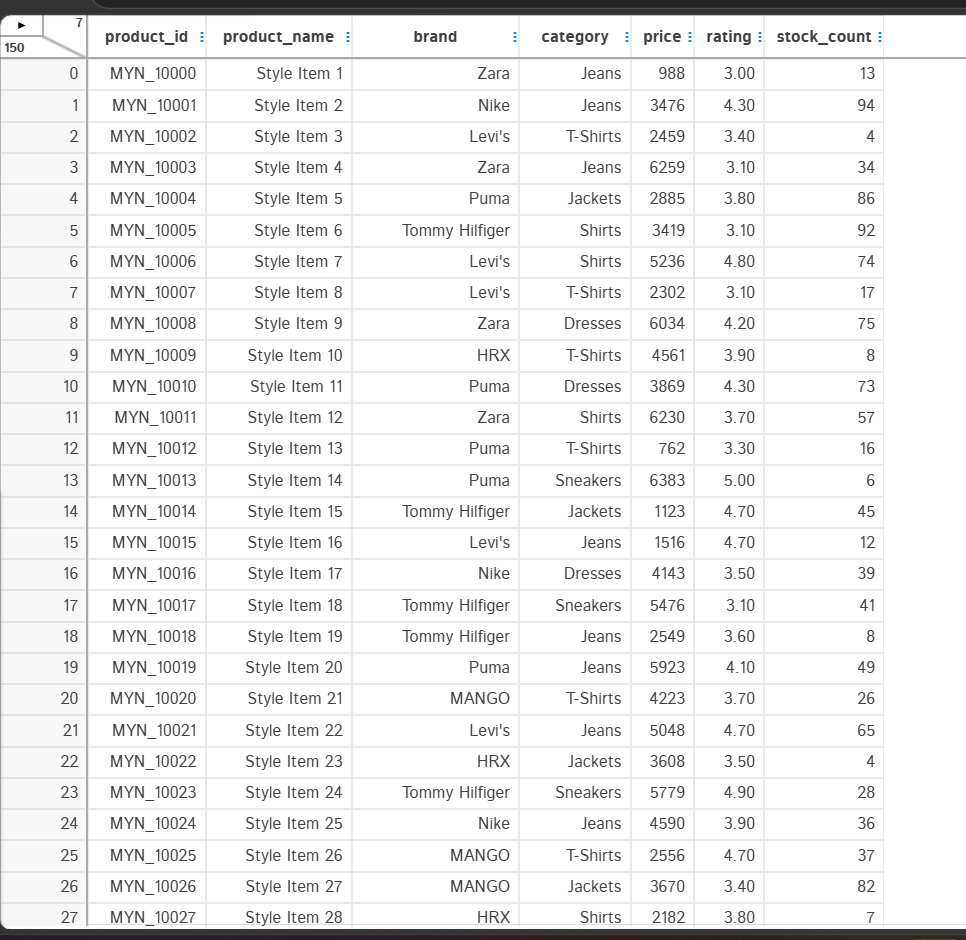 ► 7
150 product_id product_name brand category price rating stock_count
0 MYN_10000 Style Item 1 Zara Jeans 988 3.00 13
1 MYN_10001 Style Item 2 Nike Jeans 3476 4.30 94
2 MYN_10002 Style Item 3 Levi's T-Shirts 2459 3.40 4
3 MYN_10003 Style Item 4 Zara Jeans 6259 3.10 34
4 MYN_10004 Style Item 5 Puma Jackets 2885 3.80 86
5 MYN_10005 Style Item 6 Tommy Hilfiger Shirts 3419 3.10 92
6 MYN_10006 Style Item 7 Levi's Shirts 5236 4.80 74
7 MYN_10007 Style Item 8 Levi's T-Shirts 2302 3.10 17
8 MYN_10008 Style Item 9 Zara Dresses 6034 4.20 75
9 MYN_10009 Style Item 10 HRX T-Shirts 4561 3.90 8
10 MYN_10010 Style Item 11 Puma Dresses 3869 4.30 73
11 MYN_10011 Style Item 12 Zara Shirts 6230 3.70 57
12 MYN_10012 Style Item 13 Puma T-Shirts 762 3.30 16
13 MYN_10013 Style Item 14 Puma Sneakers 6383 5.00 6
14 MYN_10014 Style Item 15 Tommy Hilfiger Jackets 1123 4.70 45
15 MYN_10015 Style Item 16 Levi's Jeans 1516 4.70 12
16 MYN_10016 Style Item 17 Nike Dresses 4143 3.50 39
17 MYN_10017 Style Item 18 Tommy Hilfiger Sneakers 5476 3.10 41
18 MYN_10018 Style Item 19 Tommy Hilfiger Jeans 2549 3.60 8
19 MYN_10019 Style Item 20 Puma Jeans 5923 4.10 49
20 MYN_10020 Style Item 21 MANGO T-Shirts 4223 3.70 26
21 MYN_10021 Style Item 22 Levi's Jeans 5048 4.70 65
22 MYN_10022 Style Item 23 HRX Jackets 3608 3.50 4
23 MYN_10023 Style Item 24 Tommy Hilfiger Sneakers 5779 4.90 28
24 MYN_10024 Style Item 25 Nike Jeans 4590 3.90 36
25 MYN_10025 Style Item 26 MANGO T-Shirts 2556 4.70 37
26 MYN_10026 Style Item 27 MANGO Jackets 3670 3.40 82
27 MYN_10027 Style Item 28 HRX Shirts 2182 3.80 7